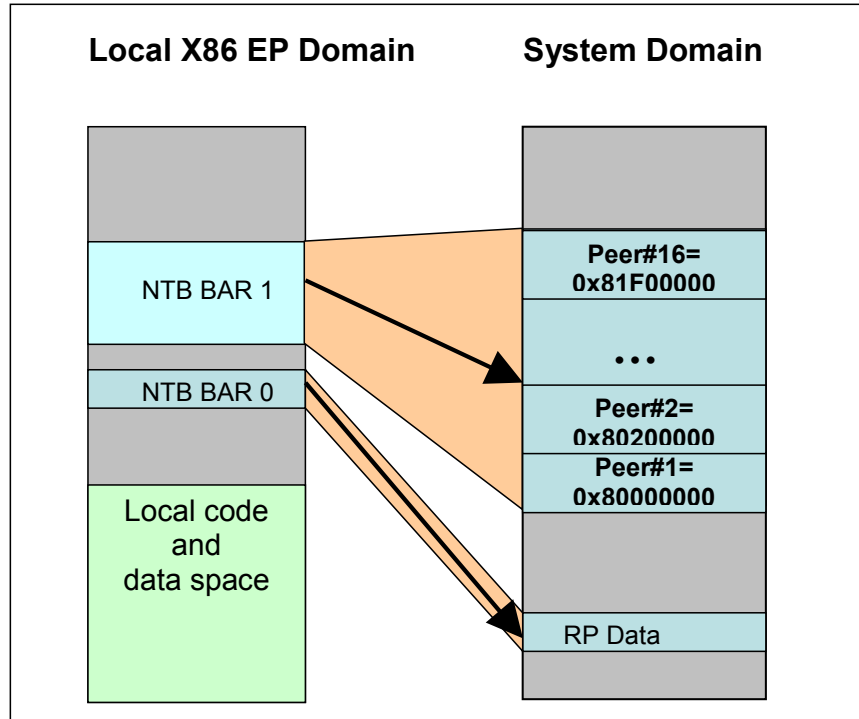 Local X86 EP Domain
System Domain
NTB BAR 1
NTB BAR 0
Local code
and
data space
Peer#16=
0x81F00000
...
Peer#2=
0x80200000
Peer#1=
0x80000000
RP Data